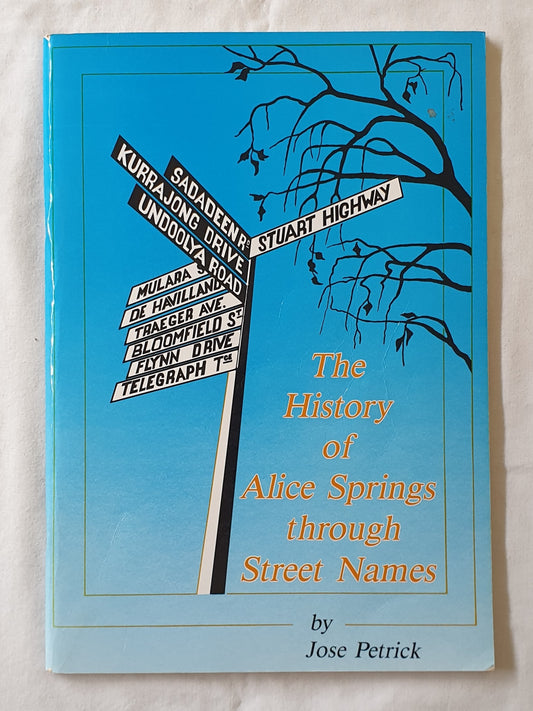 SADADEEN Rd
KURRAJONG DRIVE
UNDOOLYA ROAD
STUART HIGHWAY
MULARA S
DE HAVILLAND
TRAEGER AVE.
BLOOMFIELD ST
FLYNN DRIVE
TELEGRAPH Tce
The
History
of
Alice Springs
through
Street Names
by
Jose Petrick